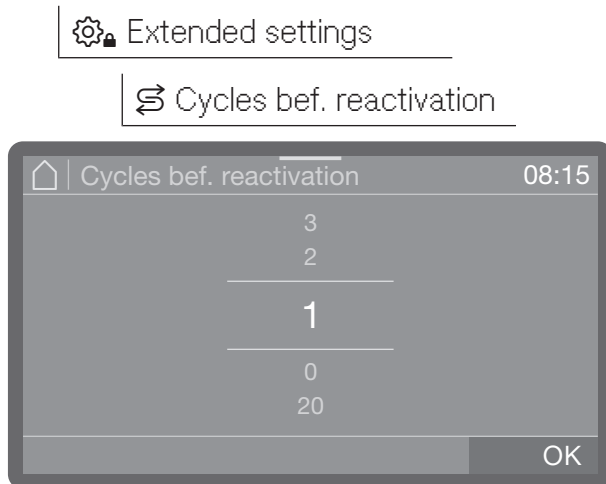 Extended settings
Cycles bef. reactivation
Cycles bef. reactivation 08:15
3
2
1
0
20
OK